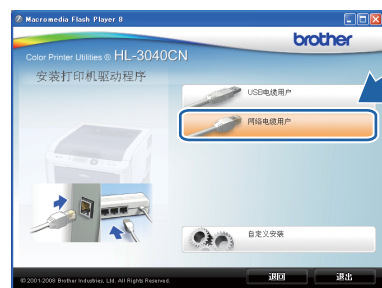 Macromedia Flash Player 8
brother
Color Printer Utilities ® HL-3040CN
安装打印机驱动程序
USB电缆用户
网络电缆用户
自定义安装
© 2001-2008 Brother Industries, Ltd. All Rights Reserved.
退回
退出